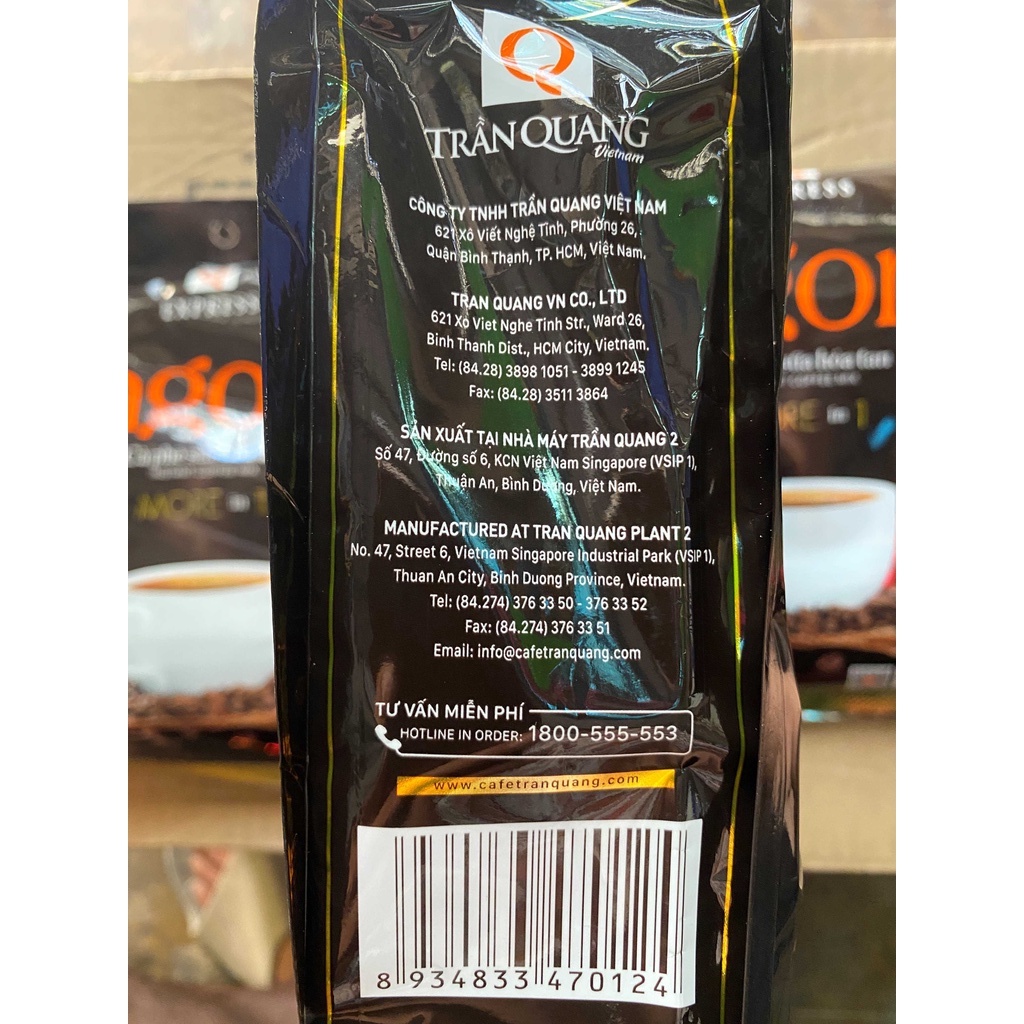 TRẦN QUANG
Vietnam
CÔNG TY TNHH TRẦN QUANG VIỆT NAM
621 Xô Viết Nghệ Tĩnh, Phường 26,
Quận Bình Thạnh, TP. HCM, Việt Nam.
TRAN QUANG VN CO., LTD
621 Xo Viet Nghe Tinh Str., Ward 26,
Binh Thanh Dist., HCM City, Vietnam.
Tel: (84.28) 3898 1051 - 3899 1245
Fax: (84.28) 3511 3864
SẢN XUẤT TẠI NHÀ MÁY TRẦN QUANG 2
Số 47, Đường số 6, KCN Việt Nam Singapore (VSIP 1),
Thuận An, Bình Dương, Việt Nam.
MANUFACTURED AT TRAN QUANG PLANT 2
No. 47, Street 6, Vietnam Singapore Industrial Park (VSIP 1),
Thuan An City, Binh Duong Province, Vietnam.
Tel: (84.274) 376 33 50 - 376 33 52
Fax: (84.274) 376 33 51
Email: info@cafetranquang.com
TƯ VẤN MIỄN PHÍ
HOTLINE IN ORDER: 1800-555-553
www.cafetranquang.com
8 934833 470124
EXPRESS
MORE in 1